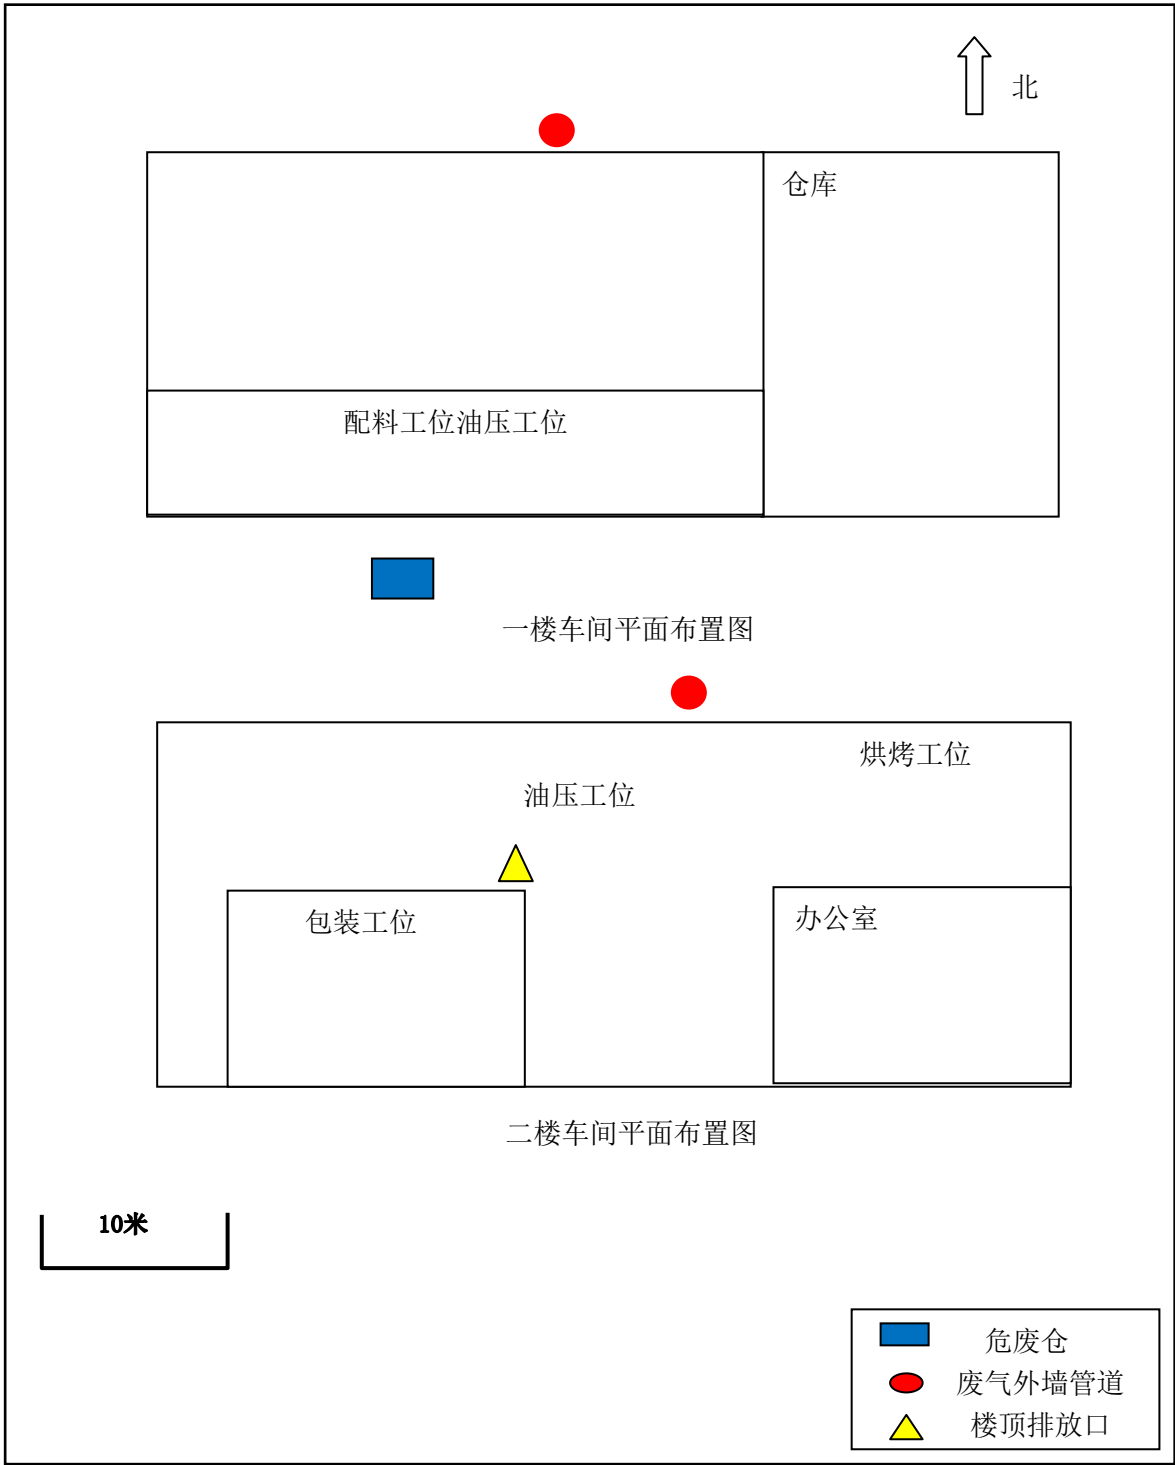 北
仓库
配料工位油压工位
一楼车间平面布置图
烘烤工位
油压工位
包装工位
办公室
二楼车间平面布置图
10米
危废仓
废气外墙管道
楼顶排放口